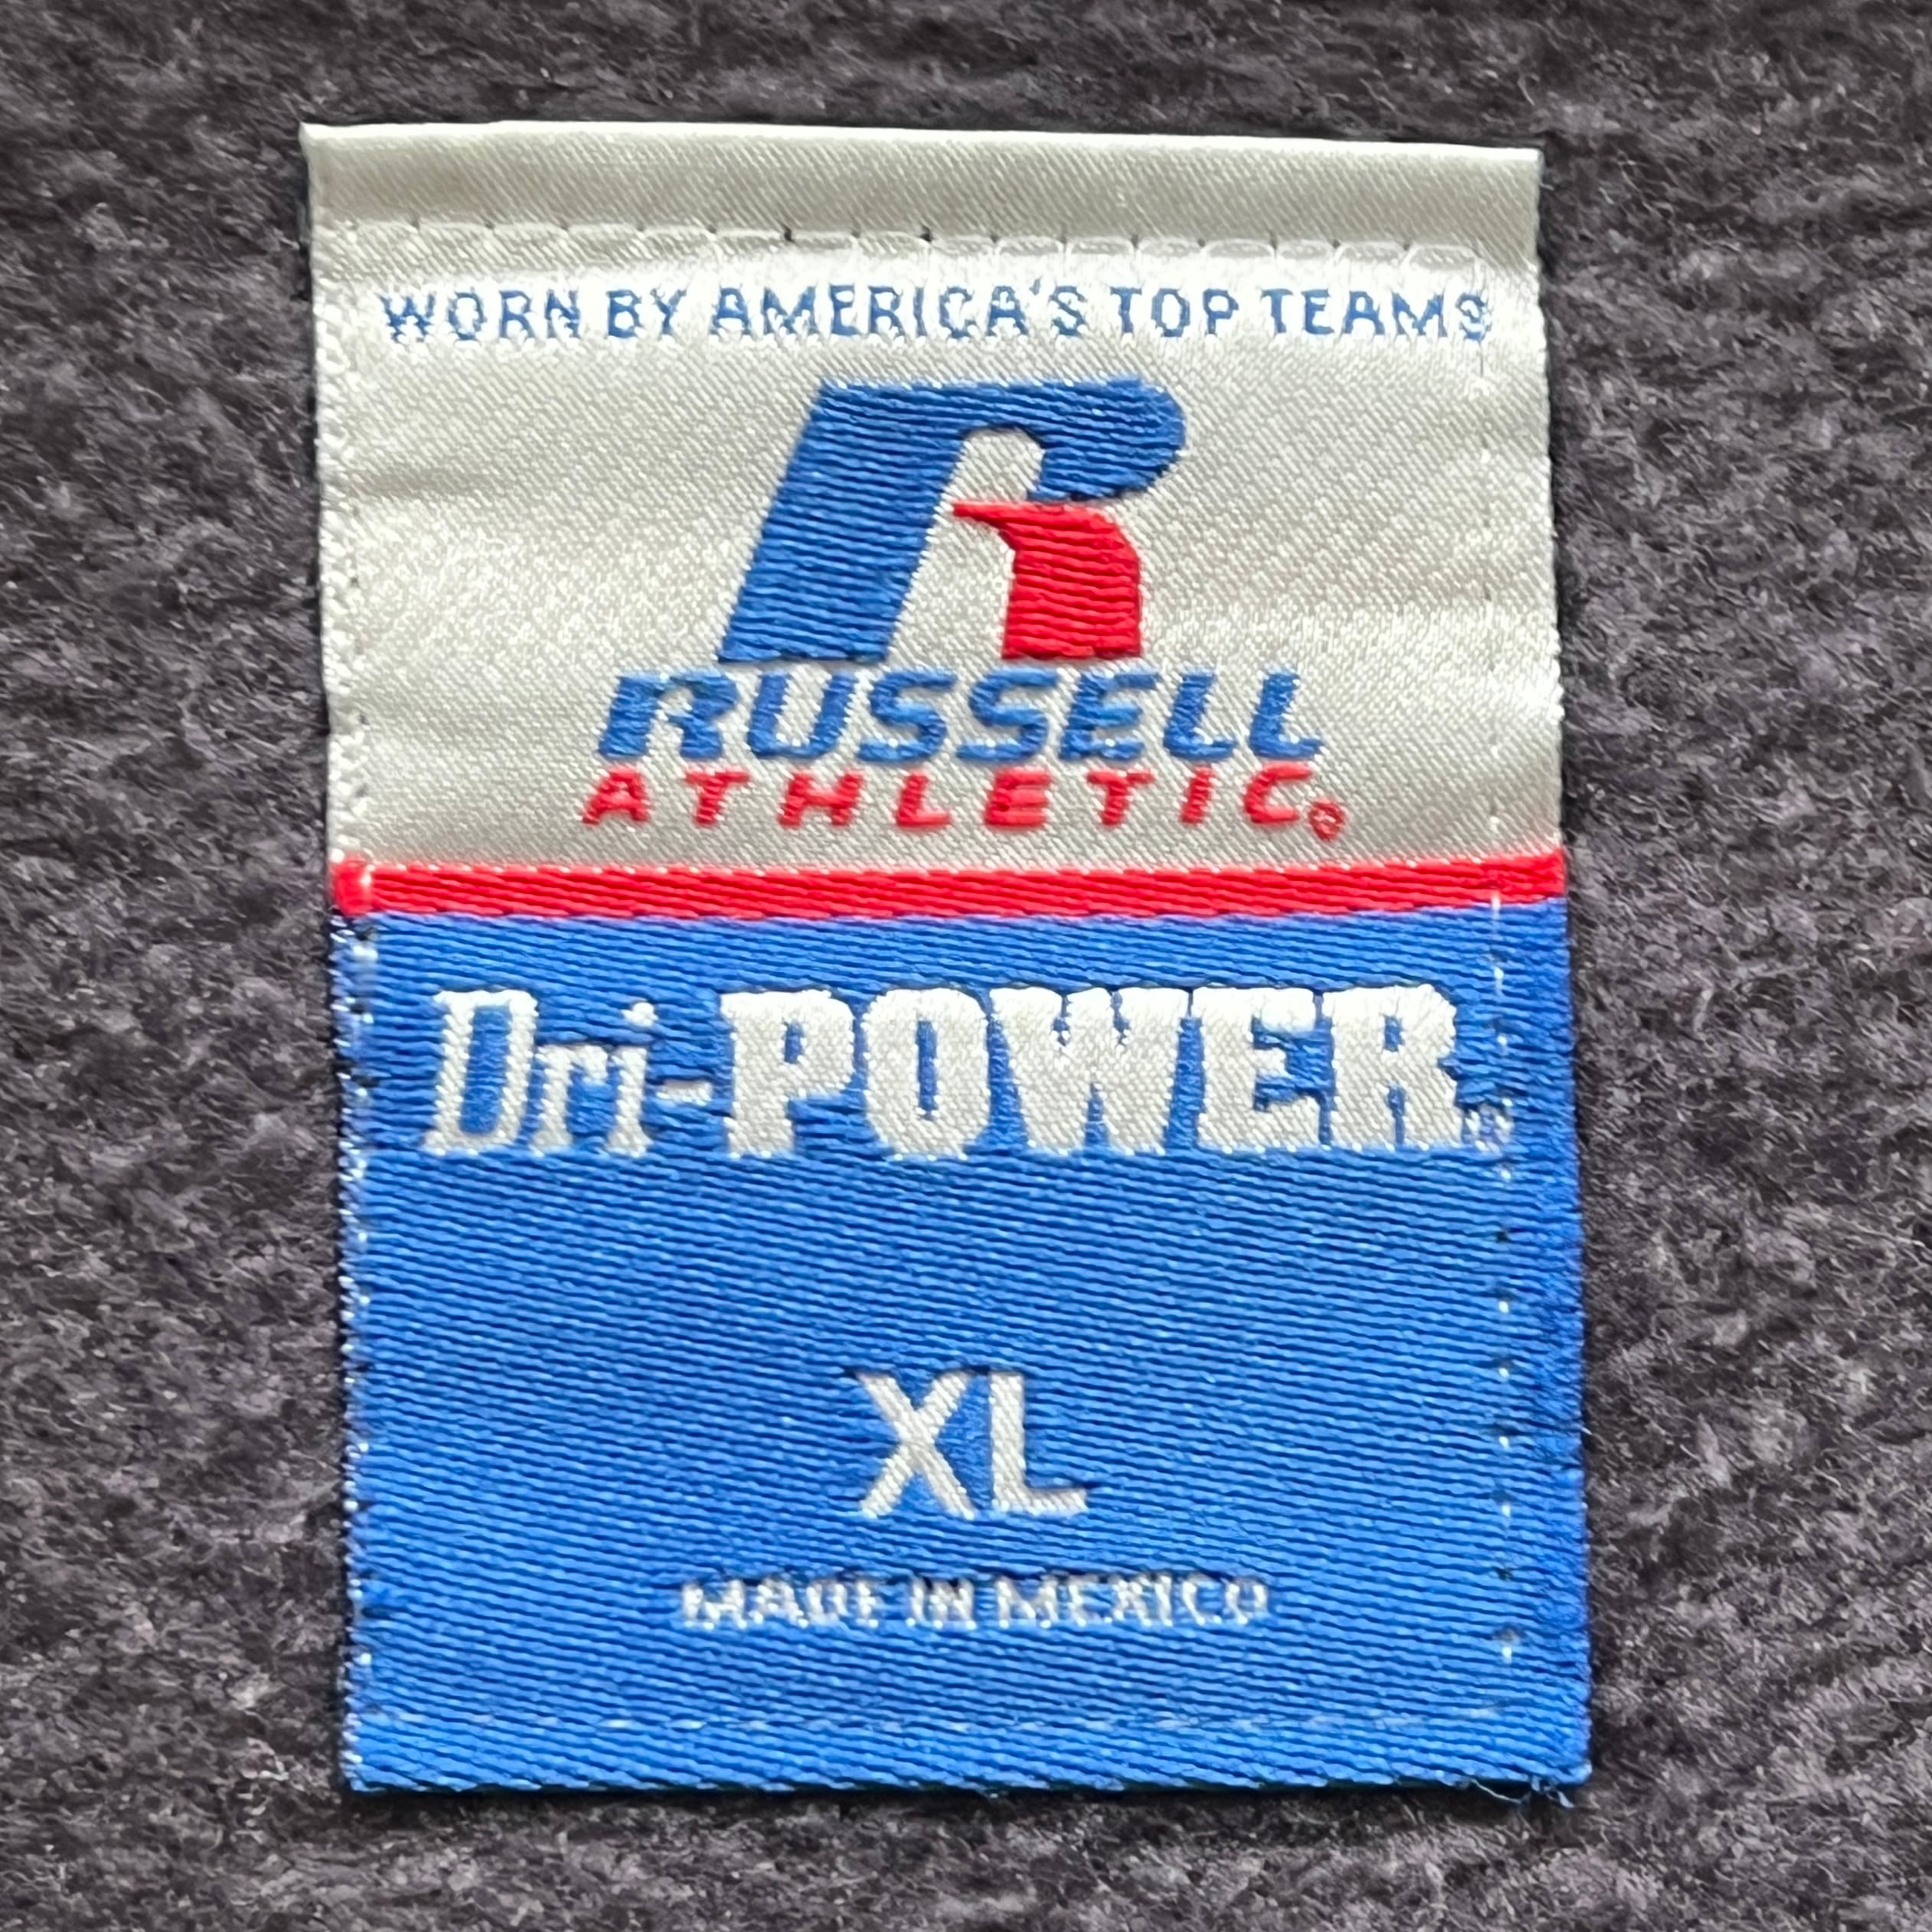 WORN BY AMERICA'S TOP TEAMS
R
RUSSELL
ATHLETIC®
Dri-POWER®
XL
MADE IN MEXICO